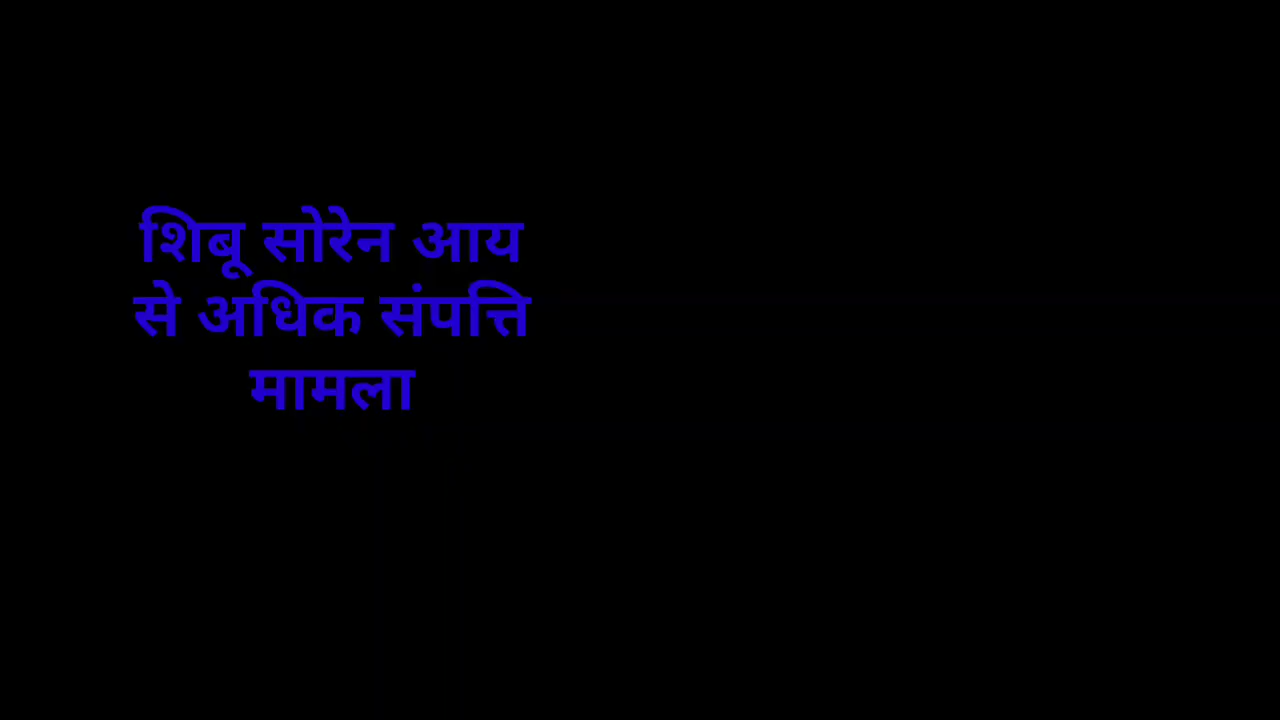 शिबू सोरेन आय
से अधिक संपत्ति
मामला